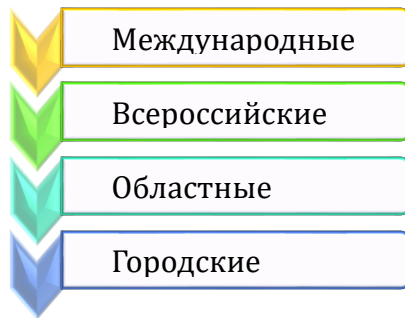 Международные
Всероссийские
Областные
Городские